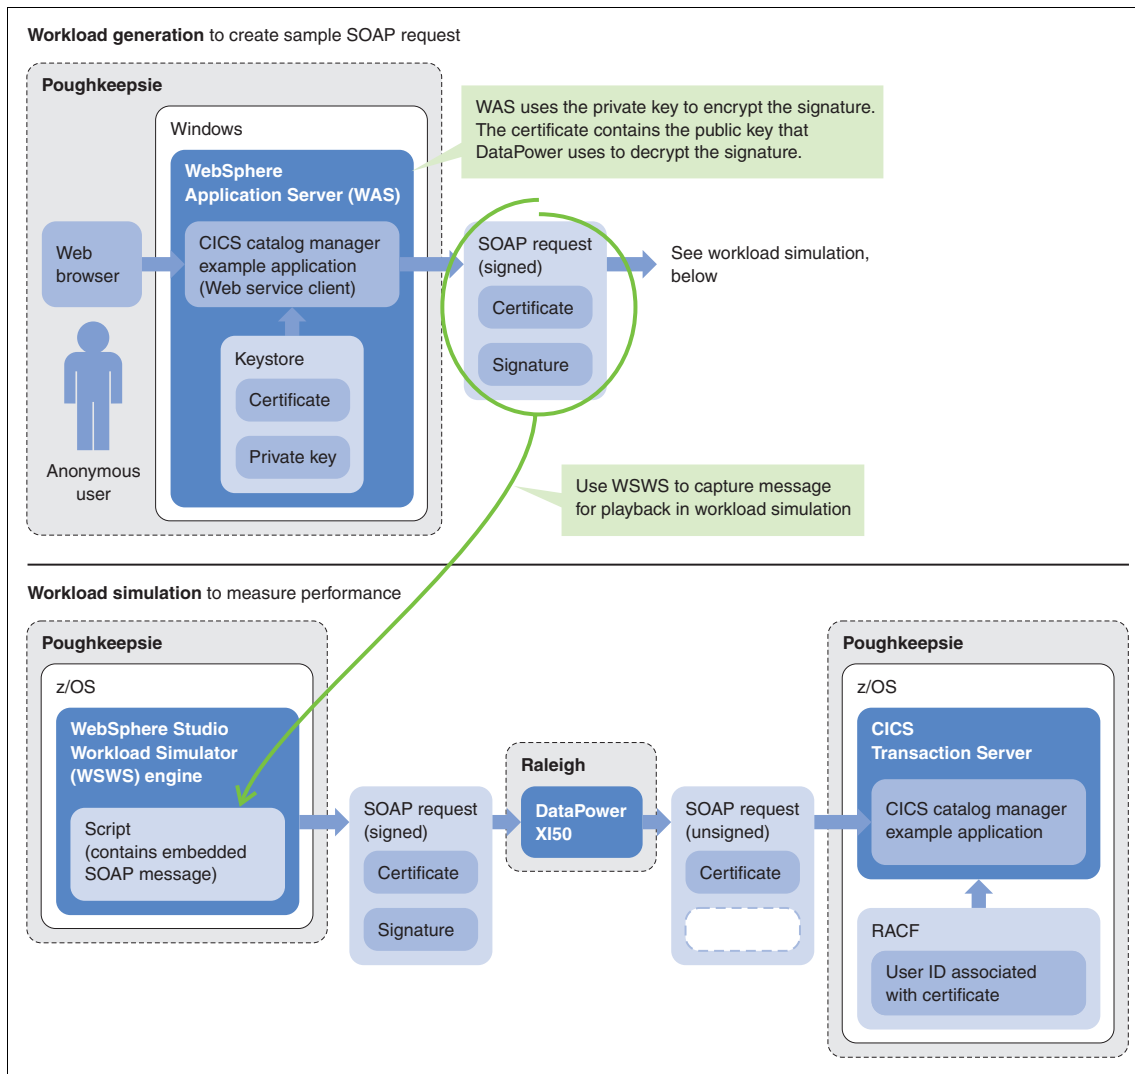 Workload generation to create sample SOAP request
Poughkeepsie
WAS uses the private key to encrypt the signature.
The certificate contains the public key that
DataPower uses to decrypt the signature.
Windows
WebSphere
Application Server (WAS)
Web
browser
CICS catalog manager
example application
(Web service client)
SOAP request
(signed)
Certificate
Signature
See workload simulation,
below
Keystore
Certificate
Private key
Anonymous
user
Use WSWS to capture message
for playback in workload simulation
Workload simulation to measure performance
Poughkeepsie
z/OS
WebSphere Studio
Workload Simulator
(WSWS) engine
Script
(contains embedded
SOAP message)
SOAP request
(signed)
Certificate
Signature
Raleigh
DataPower
XI50
SOAP request
(unsigned)
Certificate
Poughkeepsie
z/OS
CICS
Transaction Server
CICS catalog manager
example application
RACF
User ID associated
with certificate